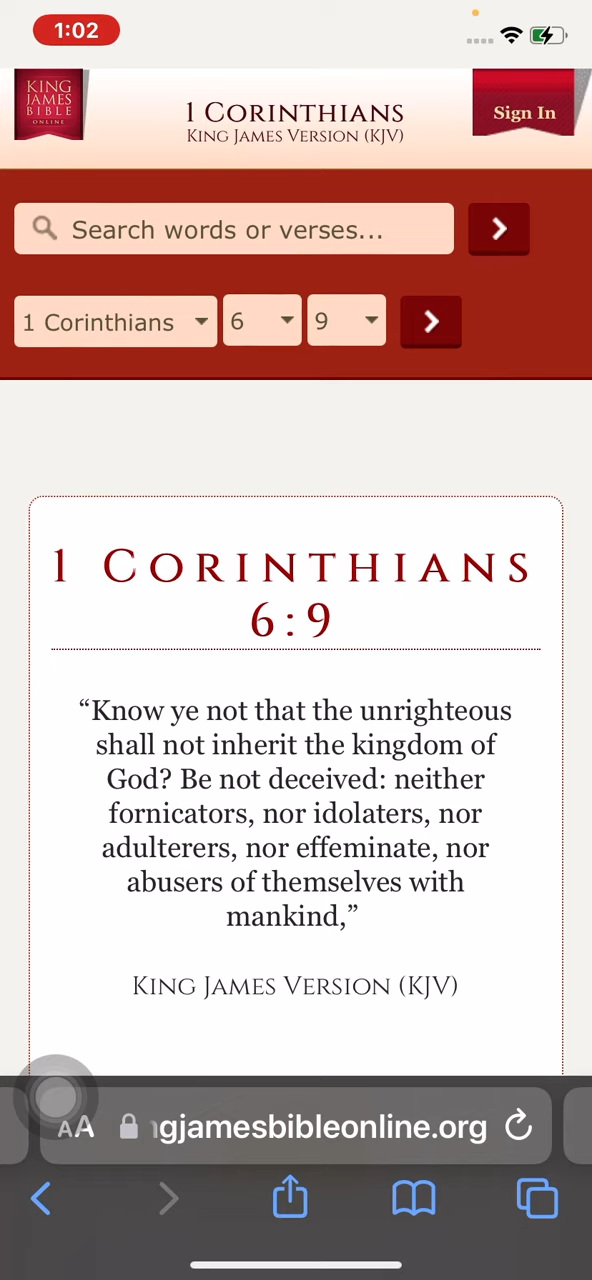 1:02
KING
JAMES
BIBLE
ONLINE
1 CORINTHIANS
KING JAMES VERSION (KJV)
Sign In
Search words or verses...
1 Corinthians 6 9
1 CORINTHIANS
6:9
“Know ye not that the unrighteous
shall not inherit the kingdom of
God? Be not deceived: neither
fornicators, nor idolaters, nor
adulterers, nor effeminate, nor
abusers of themselves with
mankind,”
KING JAMES VERSION (KJV)
AA gjamesbibleonline.org